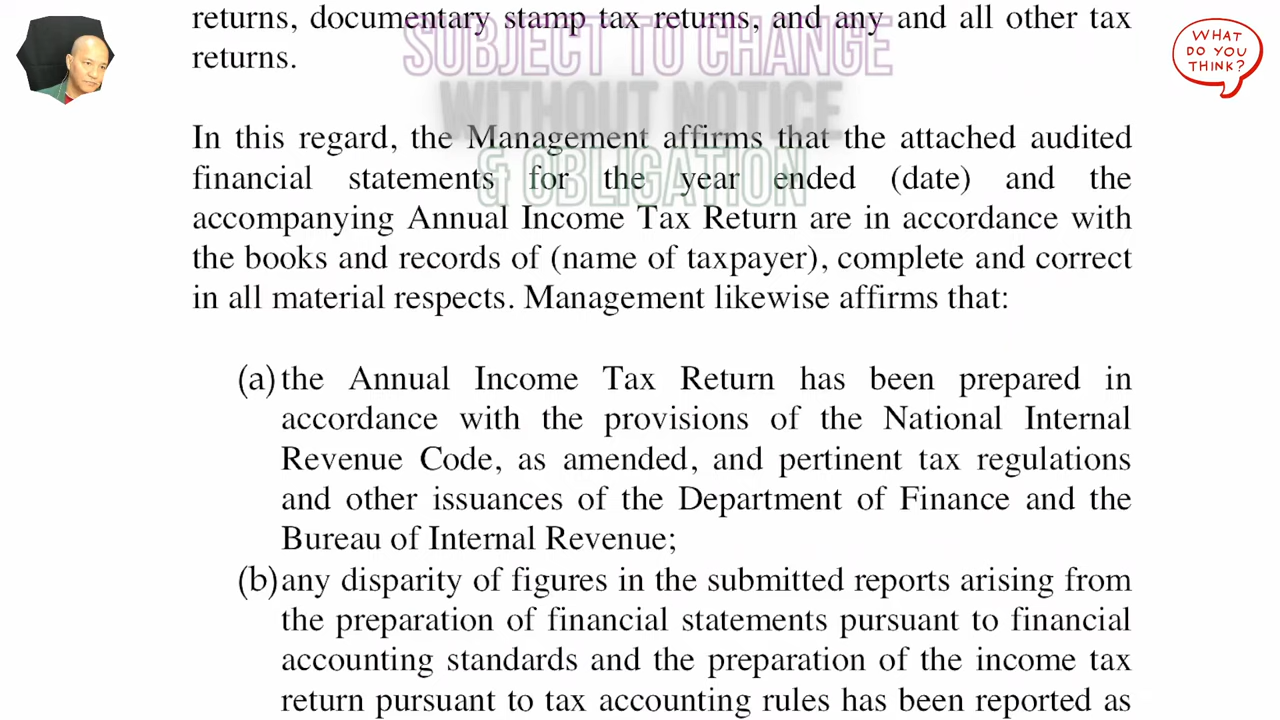 returns, documentary stamp tax returns, and any and all other tax
returns.
SUBJECT TO CHANGE
WITHOUT NOTICE
& OBLIGATION
WHAT
DO YOU
THINK?
In this regard, the Management affirms that the attached audited
financial statements for the year ended (date) and the
accompanying Annual Income Tax Return are in accordance with
the books and records of (name of taxpayer), complete and correct
in all material respects. Management likewise affirms that:
(a) the Annual Income Tax Return has been prepared in
accordance with the provisions of the National Internal
Revenue Code, as amended, and pertinent tax regulations
and other issuances of the Department of Finance and the
Bureau of Internal Revenue;
(b) any disparity of figures in the submitted reports arising from
the preparation of financial statements pursuant to financial
accounting standards and the preparation of the income tax
return pursuant to tax accounting rules has been reported as